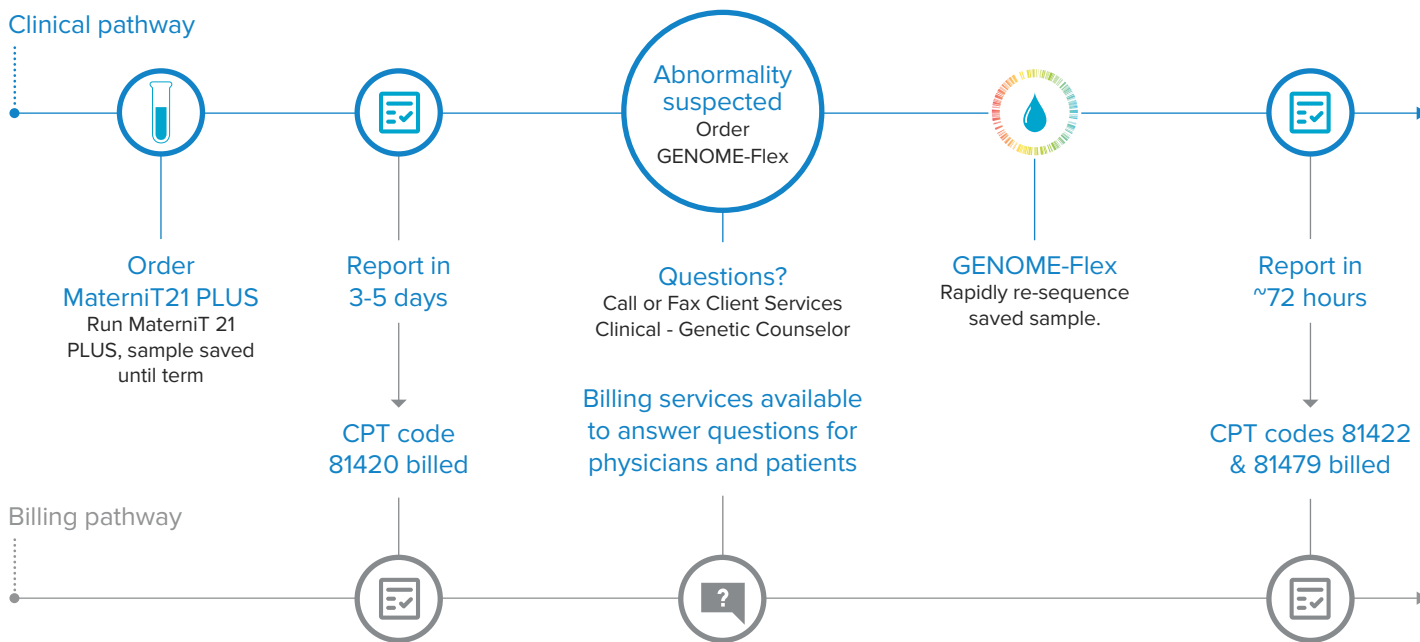 Clinical pathway
Abnormality
suspected
Order
GENOME-Flex
Order
MaterniT21 PLUS
Run MaterniT 21
PLUS, sample saved
until term
Report in
3-5 days
Questions?
Call or Fax Client Services
Clinical - Genetic Counselor
GENOME-Flex
Rapidly re-sequence
saved sample.
Report in
~72 hours
CPT code
81420 billed
Billing services available
to answer questions for
physicians and patients
CPT codes 81422
& 81479 billed
Billing pathway
?